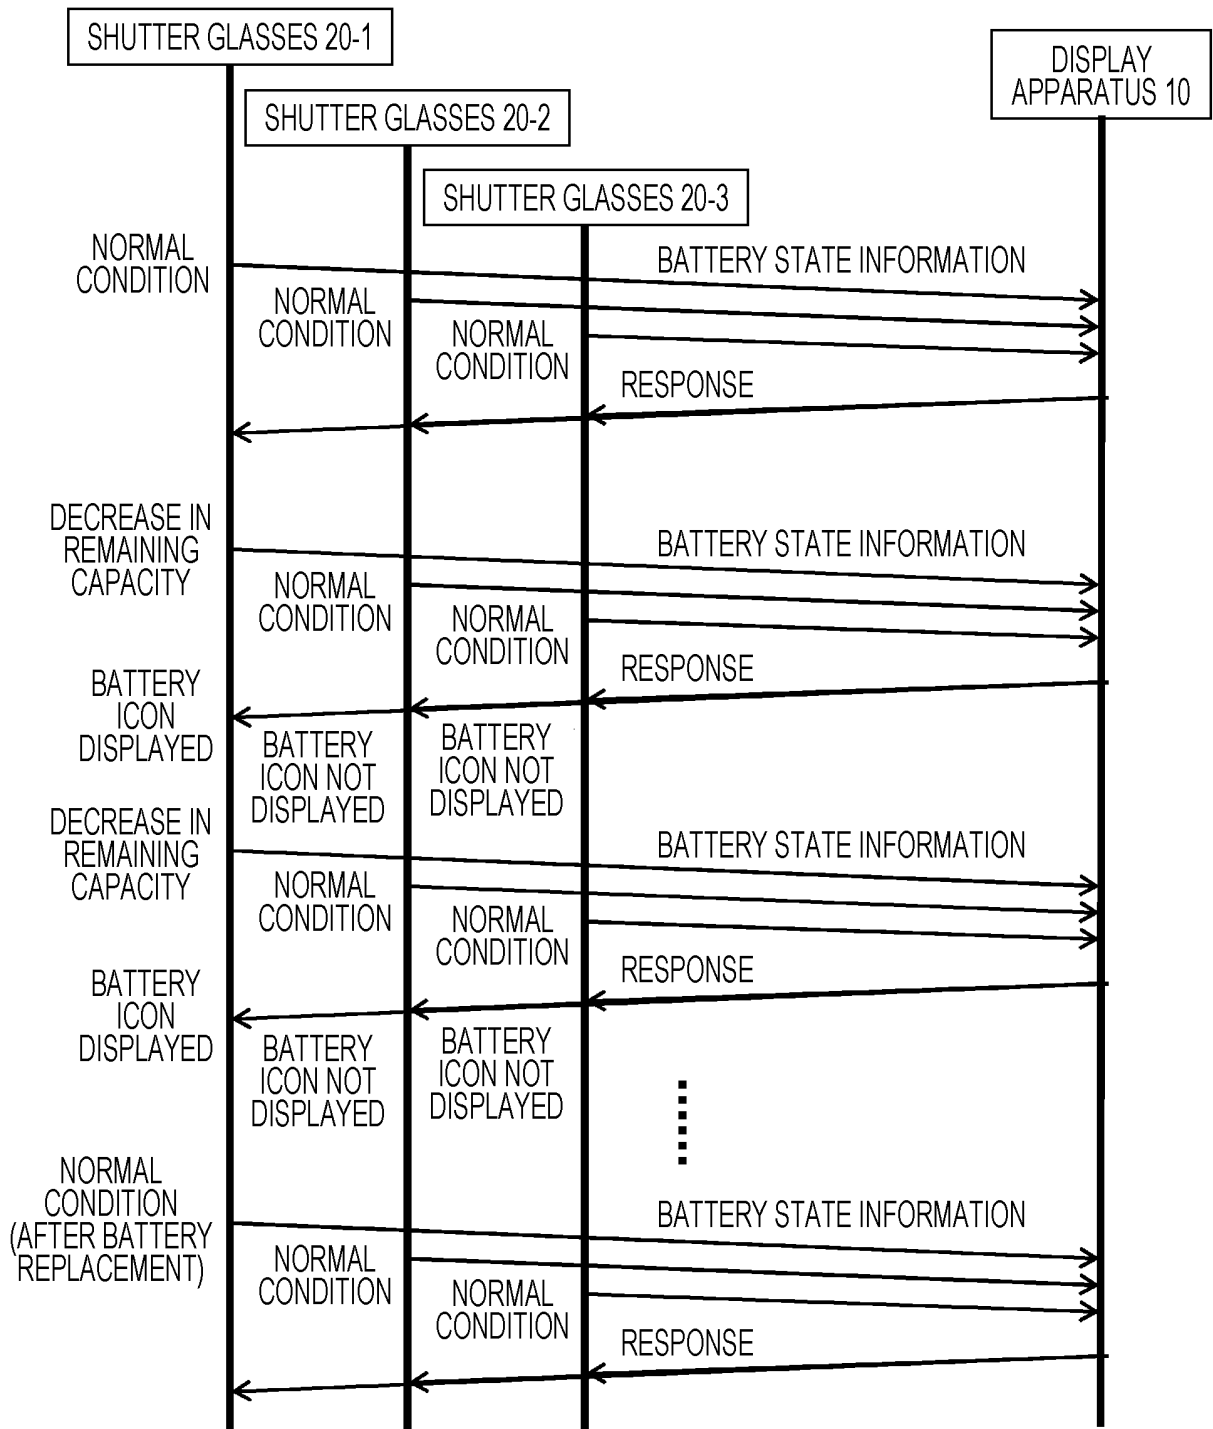 SHUTTER GLASSES 20-1
DISPLAY
APPARATUS 10
SHUTTER GLASSES 20-2
SHUTTER GLASSES 20-3
NORMAL
CONDITION
BATTERY STATE INFORMATION
NORMAL
CONDITION
NORMAL
CONDITION
RESPONSE
DECREASE IN
REMAINING
CAPACITY
BATTERY STATE INFORMATION
NORMAL
CONDITION
NORMAL
CONDITION
RESPONSE
BATTERY
ICON
DISPLAYED
BATTERY
ICON NOT
DISPLAYED
BATTERY
ICON NOT
DISPLAYED
DECREASE IN
REMAINING
CAPACITY
BATTERY STATE INFORMATION
NORMAL
CONDITION
NORMAL
CONDITION
RESPONSE
BATTERY
ICON
DISPLAYED
BATTERY
ICON NOT
DISPLAYED
BATTERY
ICON NOT
DISPLAYED
NORMAL
CONDITION
(AFTER BATTERY
REPLACEMENT)
BATTERY STATE INFORMATION
NORMAL
CONDITION
NORMAL
CONDITION
RESPONSE